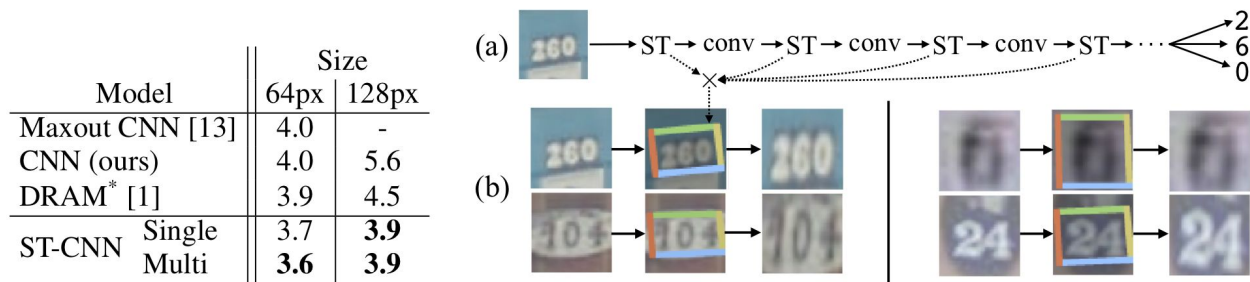 Size
Model 64px 128px
Maxout CNN [13] 4.0 -
CNN (ours) 4.0 5.6
DRAM* [1] 3.9 4.5
ST-CNN Single 3.7 3.9
Multi 3.6 3.9
(a) 260 ST conv ST conv ST conv ST ... 2
6
0
×
(b) 260 260 260
104 104 104
24 24 24